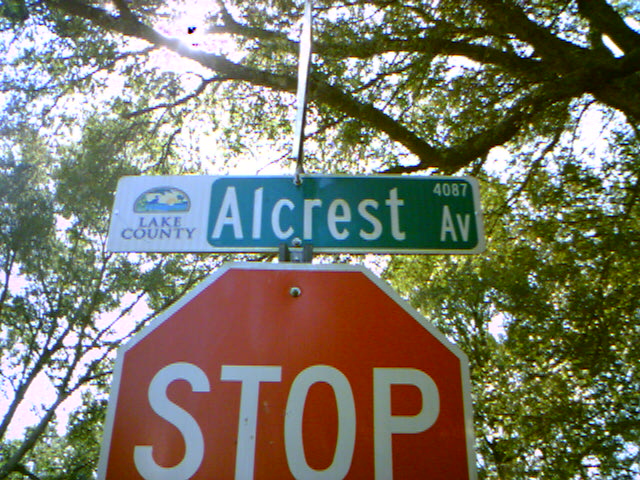 LAKE
COUNTY
Alcrest Av
4087
STOP